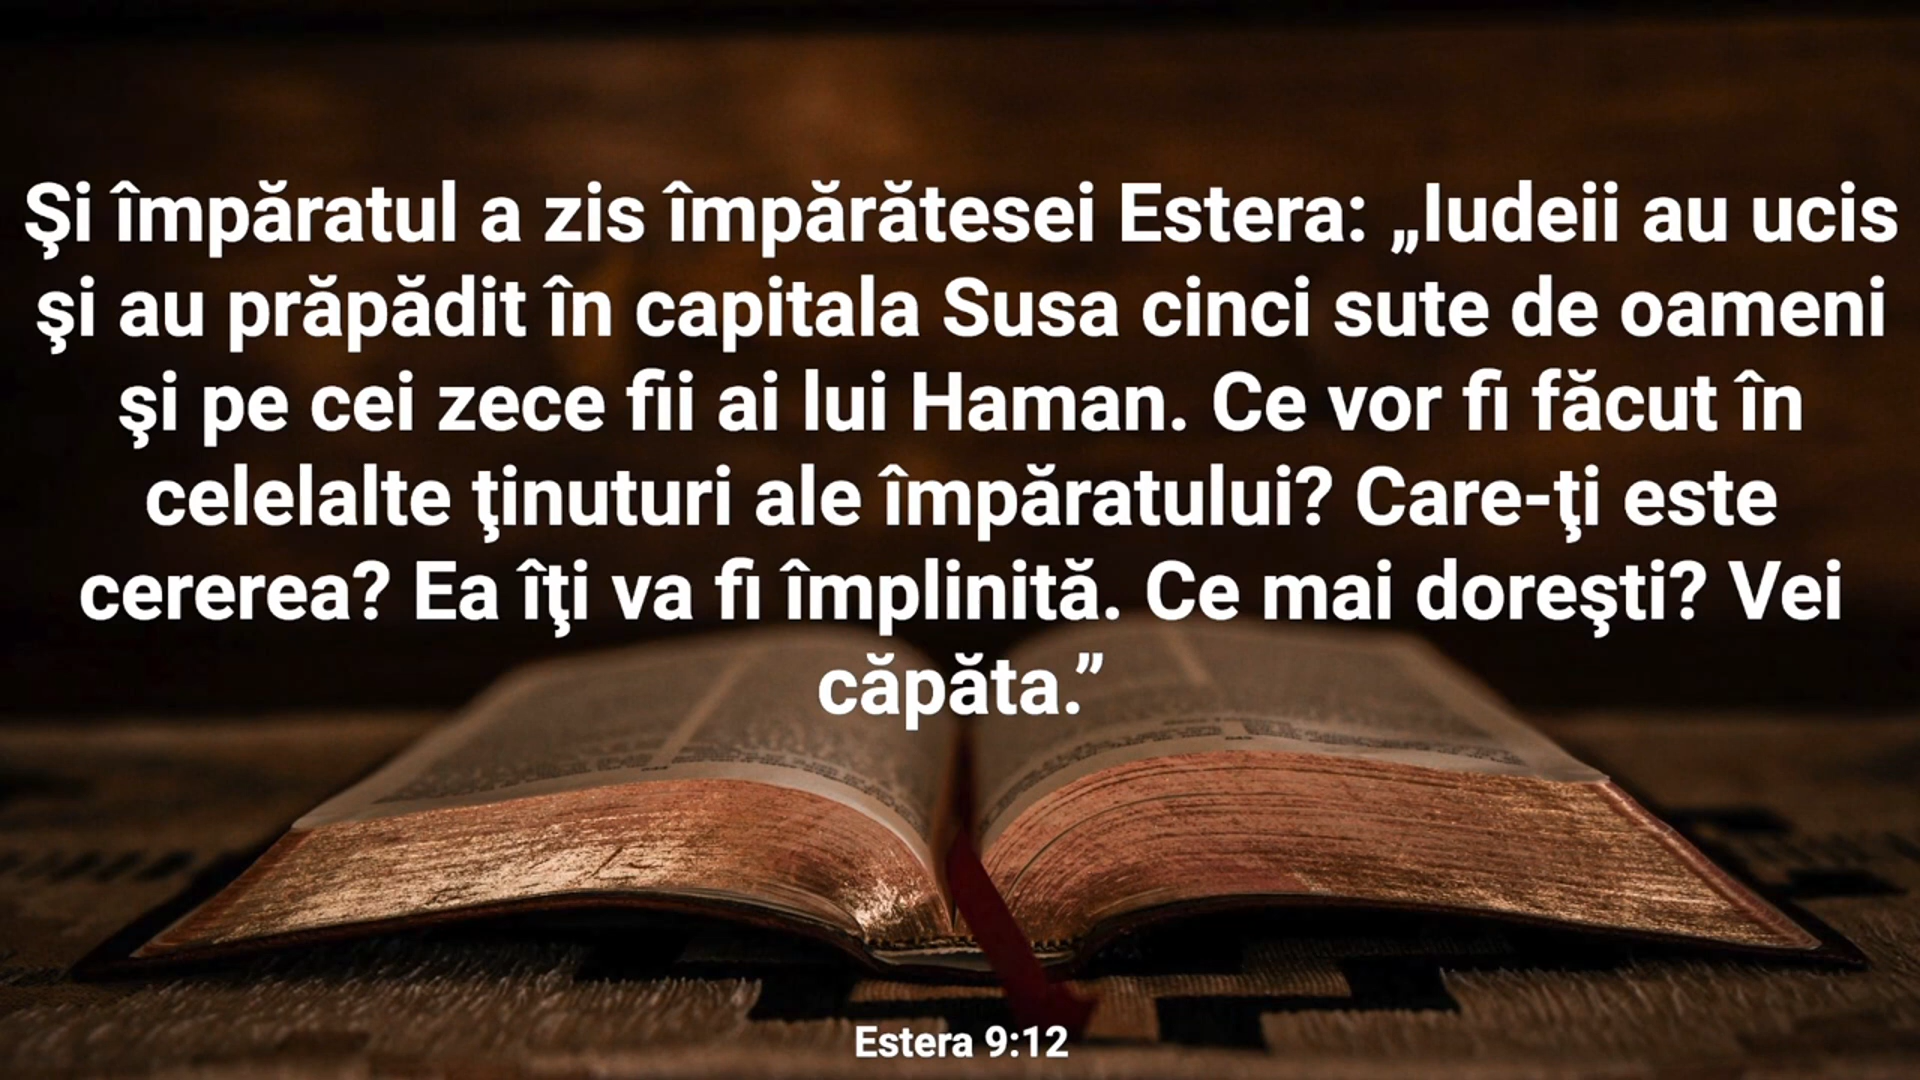 Şi împăratul a zis împărătesei Estera: „Iudeii au ucis
şi au prăpădit în capitala Susa cinci sute de oameni
şi pe cei zece fii ai lui Haman. Ce vor fi făcut în
celelalte ţinuturi ale împăratului? Care-ţi este
cererea? Ea îţi va fi împlinită. Ce mai doreşti? Vei
căpăta.”
Estera 9:12